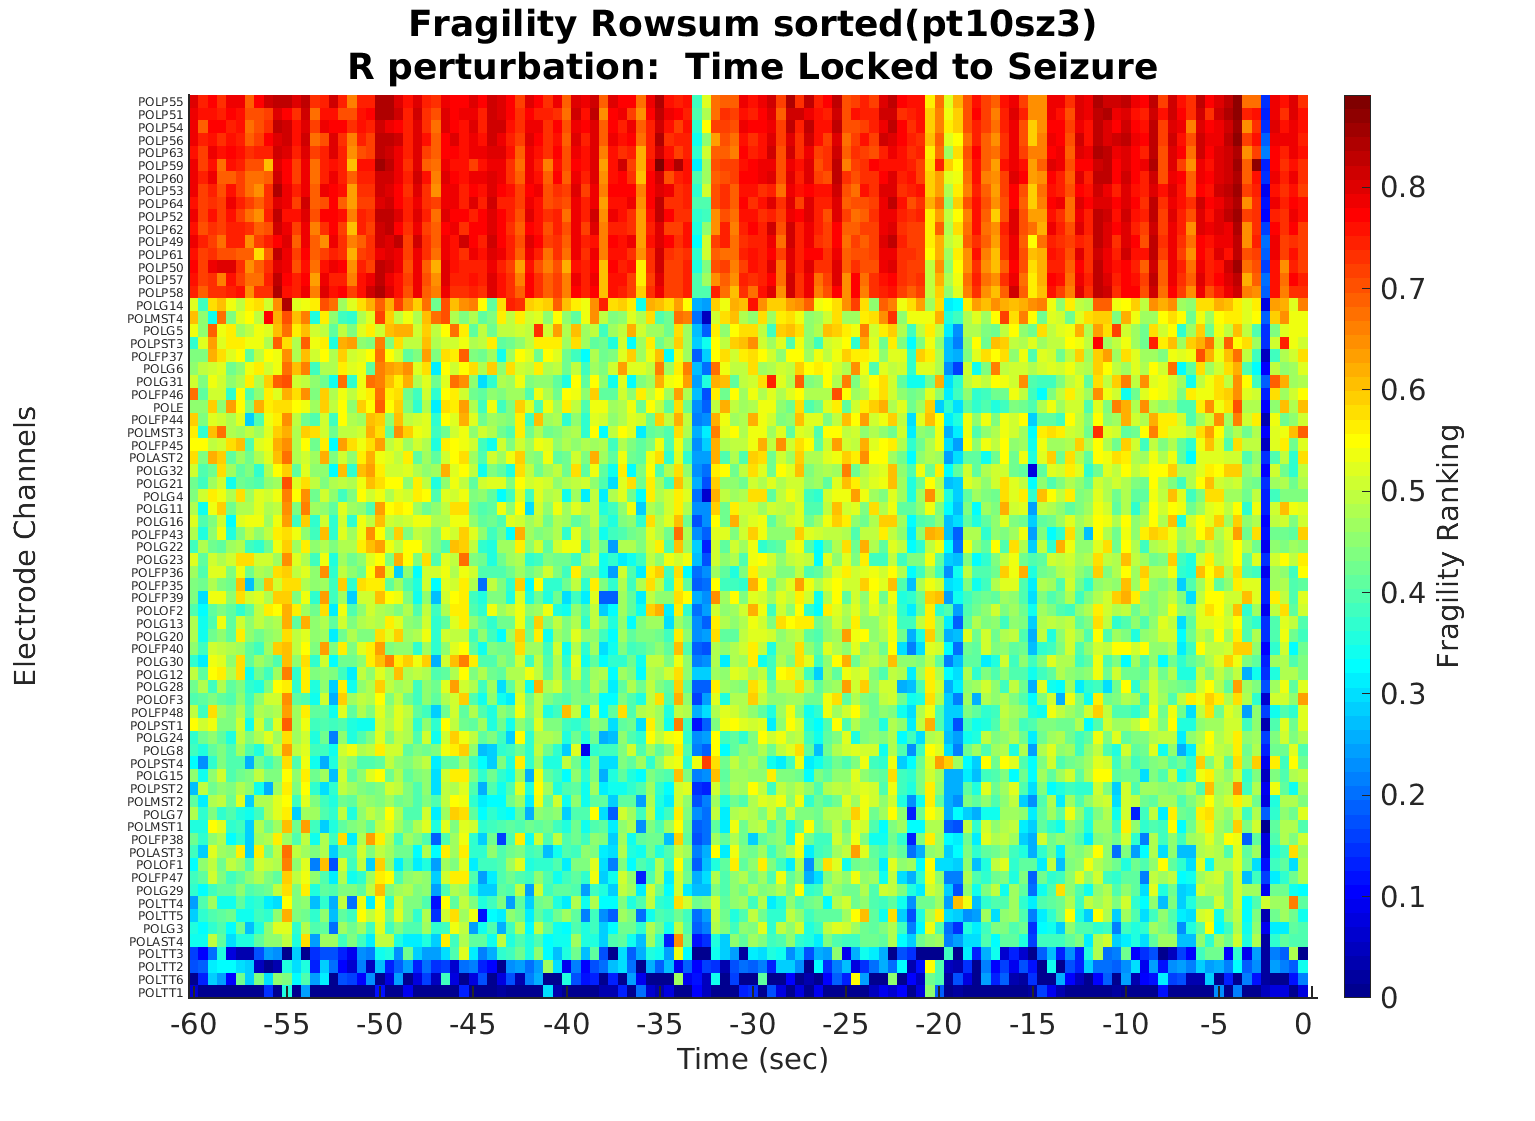 Fragility Rowsum sorted(pt10sz3)
R perturbation:  Time Locked to Seizure
Electrode Channels
POLP55
POLP51
POLP54
POLP56
POLP63
POLP59
POLP60
POLP53
POLP64
POLP52
POLP62
POLP49
POLP61
POLP50
POLP57
POLP58
POLG14
POLMST4
POLG5
POLPST3
POLFP37
POLG6
POLG31
POLFP46
POLE
POLFP44
POLMST3
POLFP45
POLAST2
POLG32
POLG21
POLG4
POLG11
POLG16
POLFP43
POLG22
POLG23
POLFP36
POLFP35
POLFP39
POLOF2
POLG13
POLG20
POLFP40
POLG30
POLG12
POLG28
POLOF3
POLFP48
POLPST1
POLG24
POLG8
POLPST4
POLG15
POLPST2
POLMST2
POLG7
POLMST1
POLFP38
POLAST3
POLOF1
POLFP47
POLG29
POLTT4
POLTT5
POLG3
POLAST4
POLTT3
POLTT2
POLTT6
POLTT1
-60 -55 -50 -45 -40 -35 -30 -25 -20 -15 -10 -5 0
Time (sec)
0.8
0.7
0.6
0.5
0.4
0.3
0.2
0.1
0
Fragility Ranking